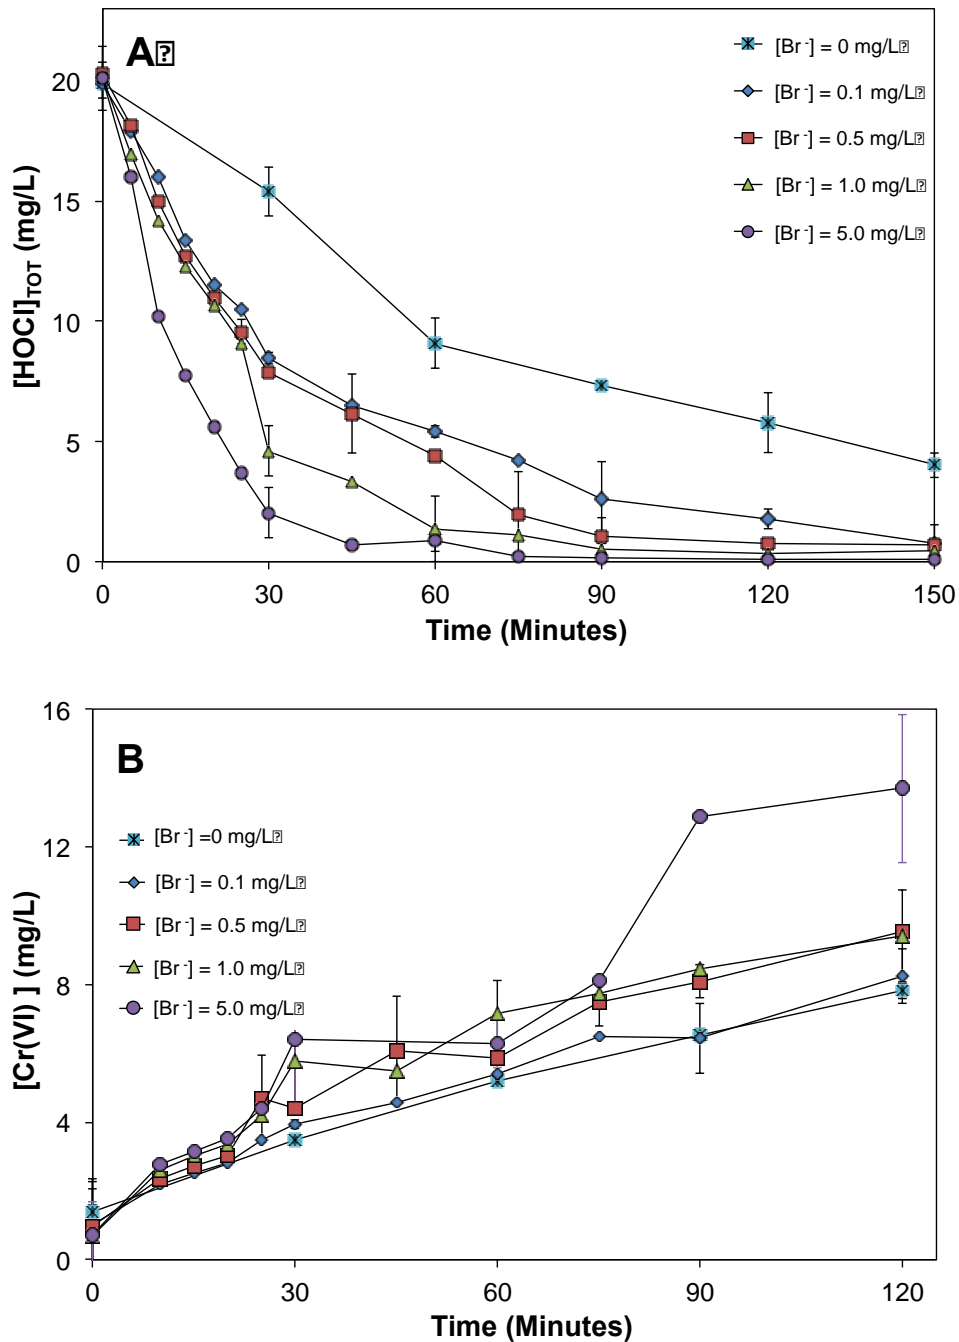 A⍰
[Br -] = 0 mg/L⍰
[Br -] = 0.1 mg/L⍰
[Br -] = 0.5 mg/L⍰
[Br -] = 1.0 mg/L⍰
[Br -] = 5.0 mg/L⍰
[HOCl]TOT (mg/L)
20
15
10
5
0
0 30 60 90 120 150
Time (Minutes)
B
[Br -] =0 mg/L⍰
[Br -] = 0.1 mg/L⍰
[Br -] = 0.5 mg/L⍰
[Br -] = 1.0 mg/L⍰
[Br -] = 5.0 mg/L⍰
[Cr(VI) ] (mg/L)
16
12
8
4
0
0 30 60 90 120
Time (Minutes)